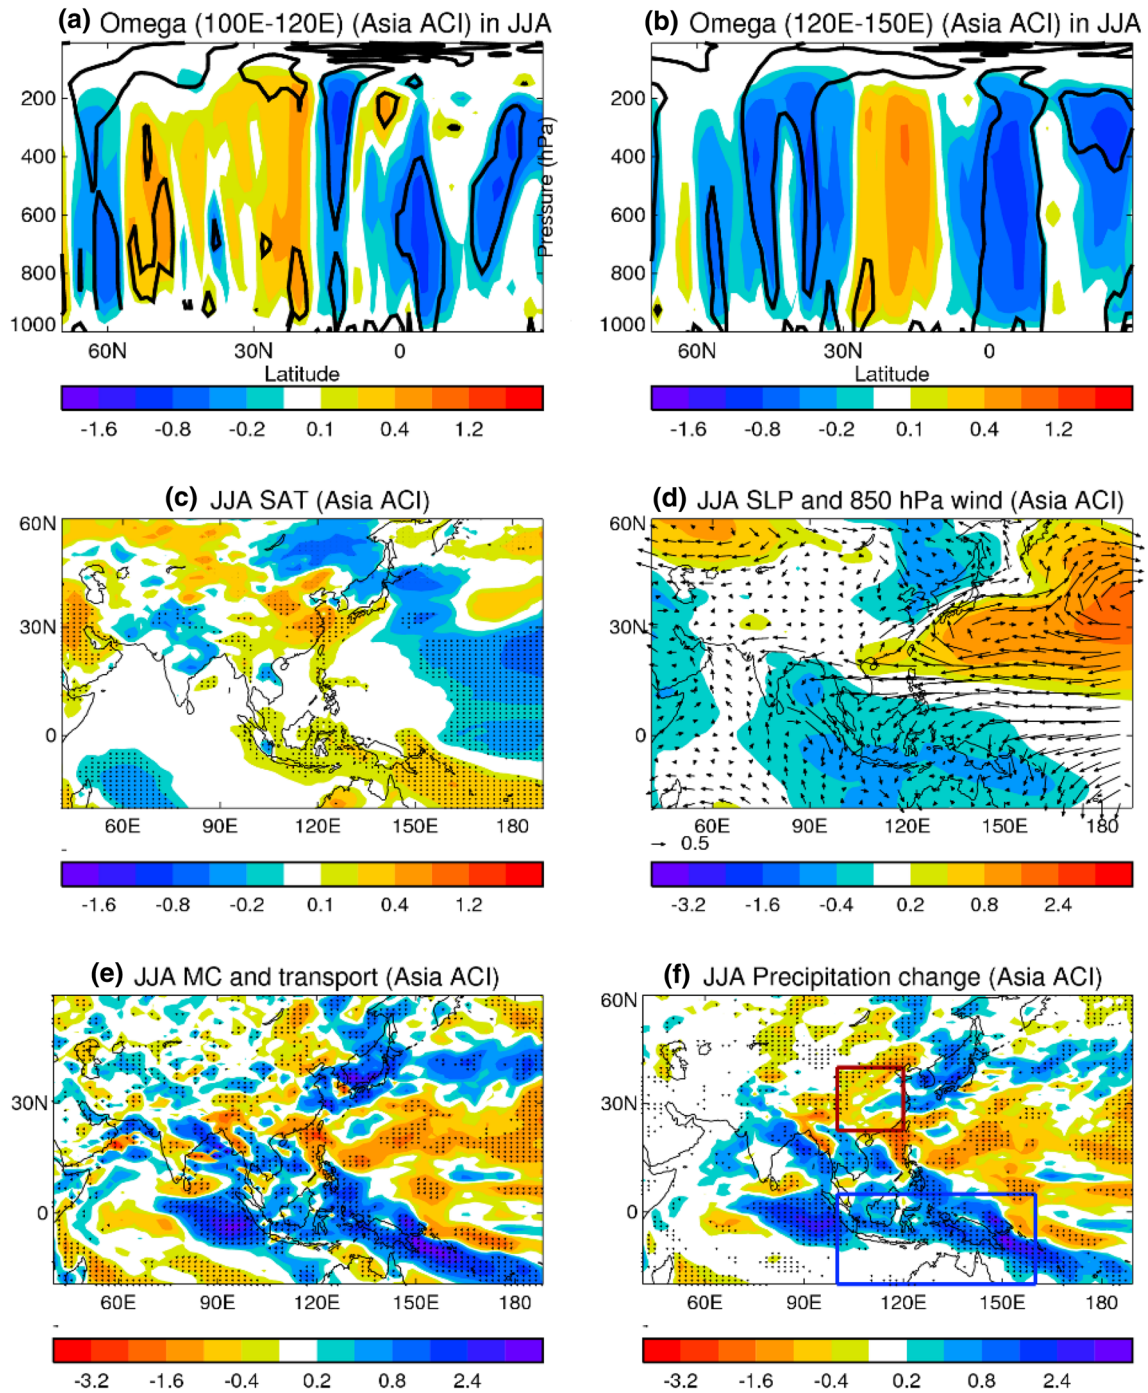 (a) Omega (100E-120E) (Asia ACI) in JJA
200
400
600
800
1000
60N 30N 0
Latitude
-1.6 -0.8 -0.2 0.1 0.4 1.2
(b) Omega (120E-150E) (Asia ACI) in JJA
Pressure (hPa)
200
400
600
800
1000
60N 30N 0
Latitude
-1.6 -0.8 -0.2 0.1 0.4 1.2
(c) JJA SAT (Asia ACI)
60N
30N
0
60E 90E 120E 150E 180
-1.6 -0.8 -0.2 0.1 0.4 1.2
(d) JJA SLP and 850 hPa wind (Asia ACI)
60N
30N
0
60E 90E 120E 150E 180
0.5
-3.2 -1.6 -0.4 0.2 0.8 2.4
(e) JJA MC and transport (Asia ACI)
30N
0
60E 90E 120E 150E 180
-3.2 -1.6 -0.4 0.2 0.8 2.4
(f) JJA Precipitation change (Asia ACI)
60N
30N
0
60E 90E 120E 150E 180
-3.2 -1.6 -0.4 0.2 0.8 2.4